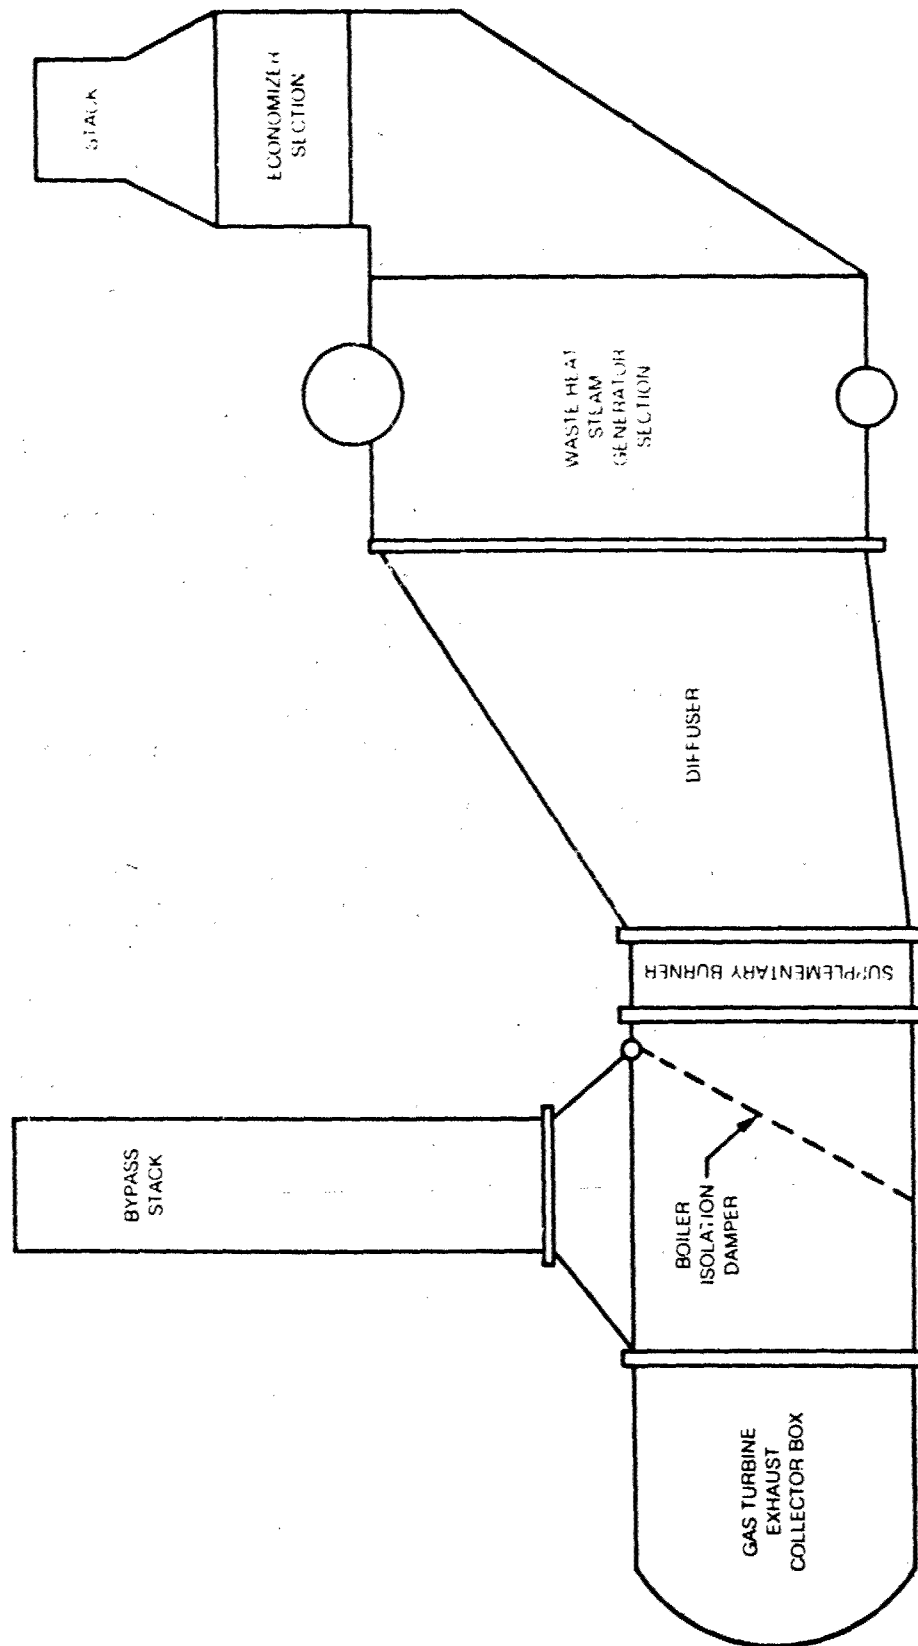 STACK
ECONOMIZER
SECTION
WASTE HEAT
STEAM
GENERATOR
SECTION
DIFFUSER
SUPPLEMENTARY BURNER
BYPASS
STACK
BOILER
ISOLATION
DAMPER
GAS TURBINE
EXHAUST
COLLECTOR BOX